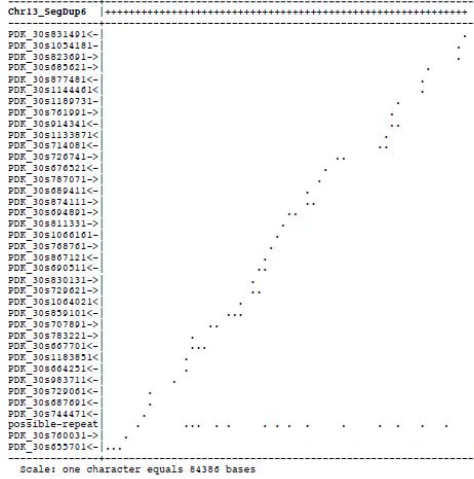 Chr13_SegDup6 |++++++++++++++++++++++++++++++++++++++++++++++++++++++++++++
PDK_30s831491<-|
PDK_30s1054181-|
PDK_30s823691->|
PDK_30s685621->|
PDK_30s877481<-|
PDK_30s1144461<|
PDK_30s1189731-|
PDK_30s761991->|
PDK_30s914341->|
PDK_30s1133871<|
PDK_30s714081<-|
PDK_30s726741->|
PDK_30s676521<-|
PDK_30s787071->|
PDK_30s689411<-|
PDK_30s874111->|
PDK_30s694891->|
PDK_30s811331->|
PDK_30s1066161-|
PDK_30s768761->|
PDK_30s867121<-|
PDK_30s690511<-|
PDK_30s830131->|
PDK_30s729621->|
PDK_30s1064021<|
PDK_30s859101<-|
PDK_30s707891->|
PDK_30s783221->|
PDK_30s667701<-|
PDK_30s1183851<|
PDK_30s664251<-|
PDK_30s983711<-|
PDK_30s729061<-|
PDK_30s687691<-|
PDK_30s744471<-|
possible-repeat|
PDK_30s760031->|
PDK_30s655701<-|
Scale: one character equals 84386 bases